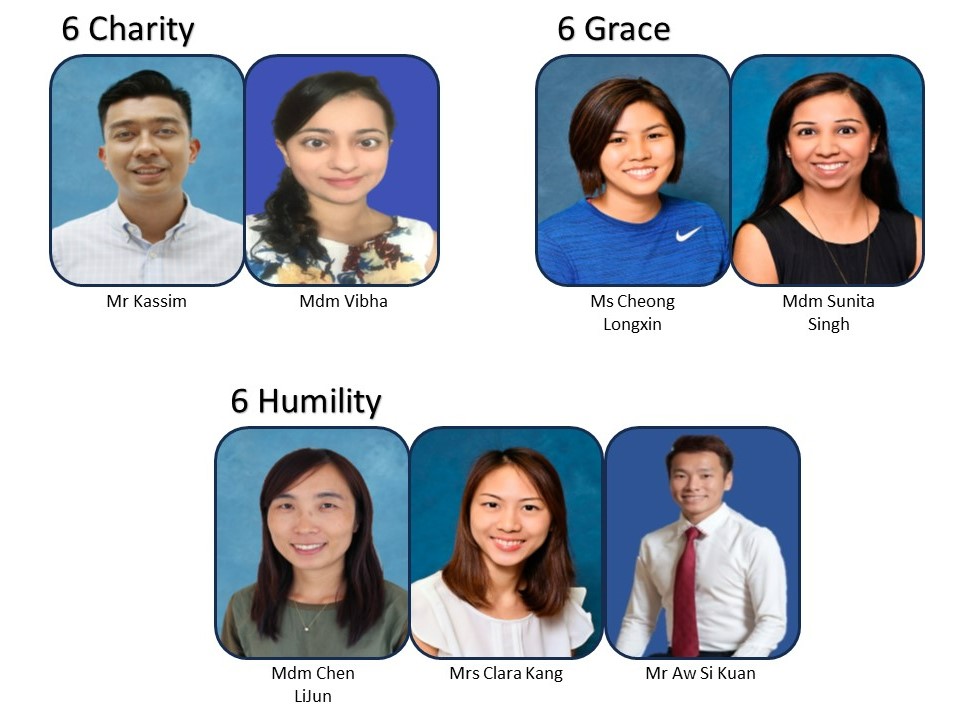 6 Charity
6 Grace
Mr Kassim
Mdm Vibha
Ms Cheong
Longxin
Mdm Sunita
Singh
6 Humility
Mdm Chen
LiJun
Mrs Clara Kang
Mr Aw Si Kuan